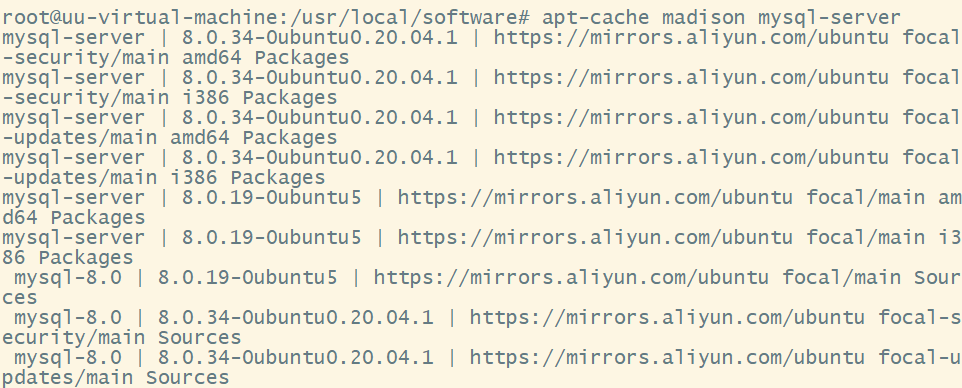 root@uu-virtual-machine:/usr/local/software# apt-cache madison mysql-server
mysql-server | 8.0.34-0ubuntu0.20.04.1 | https://mirrors.aliyun.com/ubuntu focal
-security/main amd64 Packages
mysql-server | 8.0.34-0ubuntu0.20.04.1 | https://mirrors.aliyun.com/ubuntu focal
-security/main i386 Packages
mysql-server | 8.0.34-0ubuntu0.20.04.1 | https://mirrors.aliyun.com/ubuntu focal
-updates/main amd64 Packages
mysql-server | 8.0.34-0ubuntu0.20.04.1 | https://mirrors.aliyun.com/ubuntu focal
-updates/main i386 Packages
mysql-server | 8.0.19-0ubuntu5 | https://mirrors.aliyun.com/ubuntu focal/main am
d64 Packages
mysql-server | 8.0.19-0ubuntu5 | https://mirrors.aliyun.com/ubuntu focal/main i3
86 Packages
 mysql-8.0 | 8.0.19-0ubuntu5 | https://mirrors.aliyun.com/ubuntu focal/main Sour
ces
 mysql-8.0 | 8.0.34-0ubuntu0.20.04.1 | https://mirrors.aliyun.com/ubuntu focal-s
ecurity/main Sources
 mysql-8.0 | 8.0.34-0ubuntu0.20.04.1 | https://mirrors.aliyun.com/ubuntu focal-u
pdates/main Sources